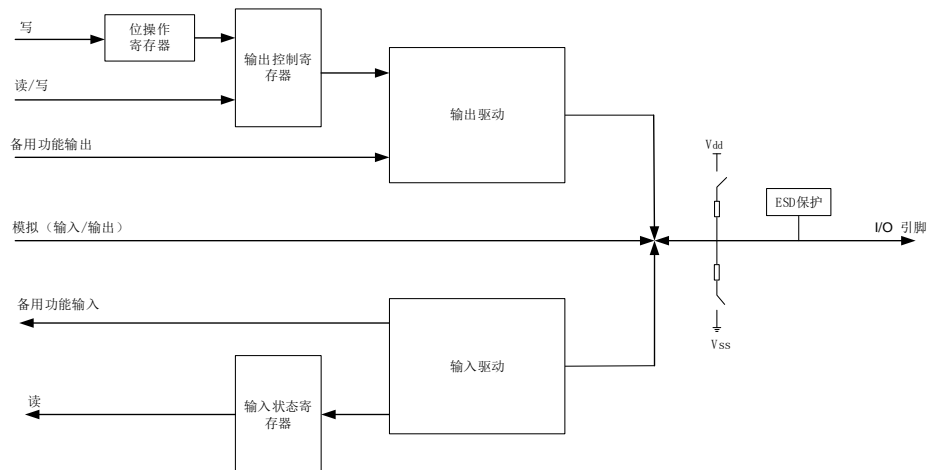 写
位操作
寄存器
输出控制寄
存器
读/写
输出驱动
备用功能输出
Vdd
ESD保护
模拟（输入/输出）
I/O 引脚
备用功能输入
Vss
输入驱动
读
输入状态寄
存器